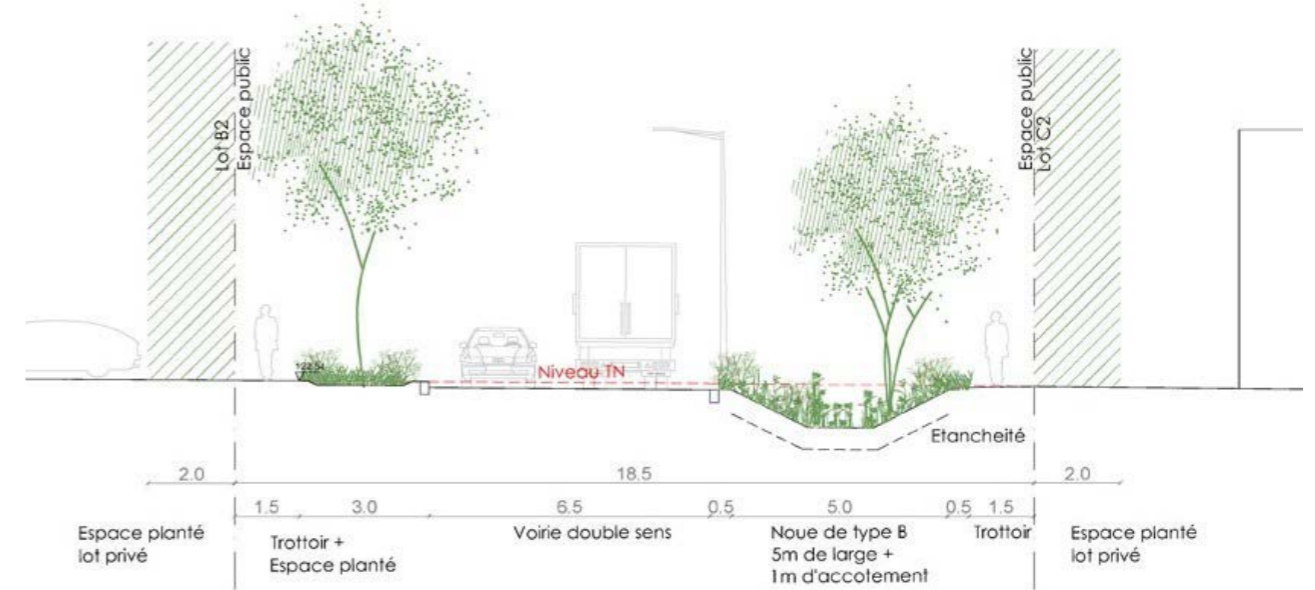 Lot B2
Espace public
Espace public
Lot C2
Niveau TN
Etancheité
2.0
18.5
2.0
1.5
3.0
6.5
0.5
5.0
0.5
1.5
Espace planté
lot privé
Trottoir +
Espace planté
Voirie double sens
Noue de type B
5m de large +
1m d'accotement
Trottoir
Espace planté
lot privé